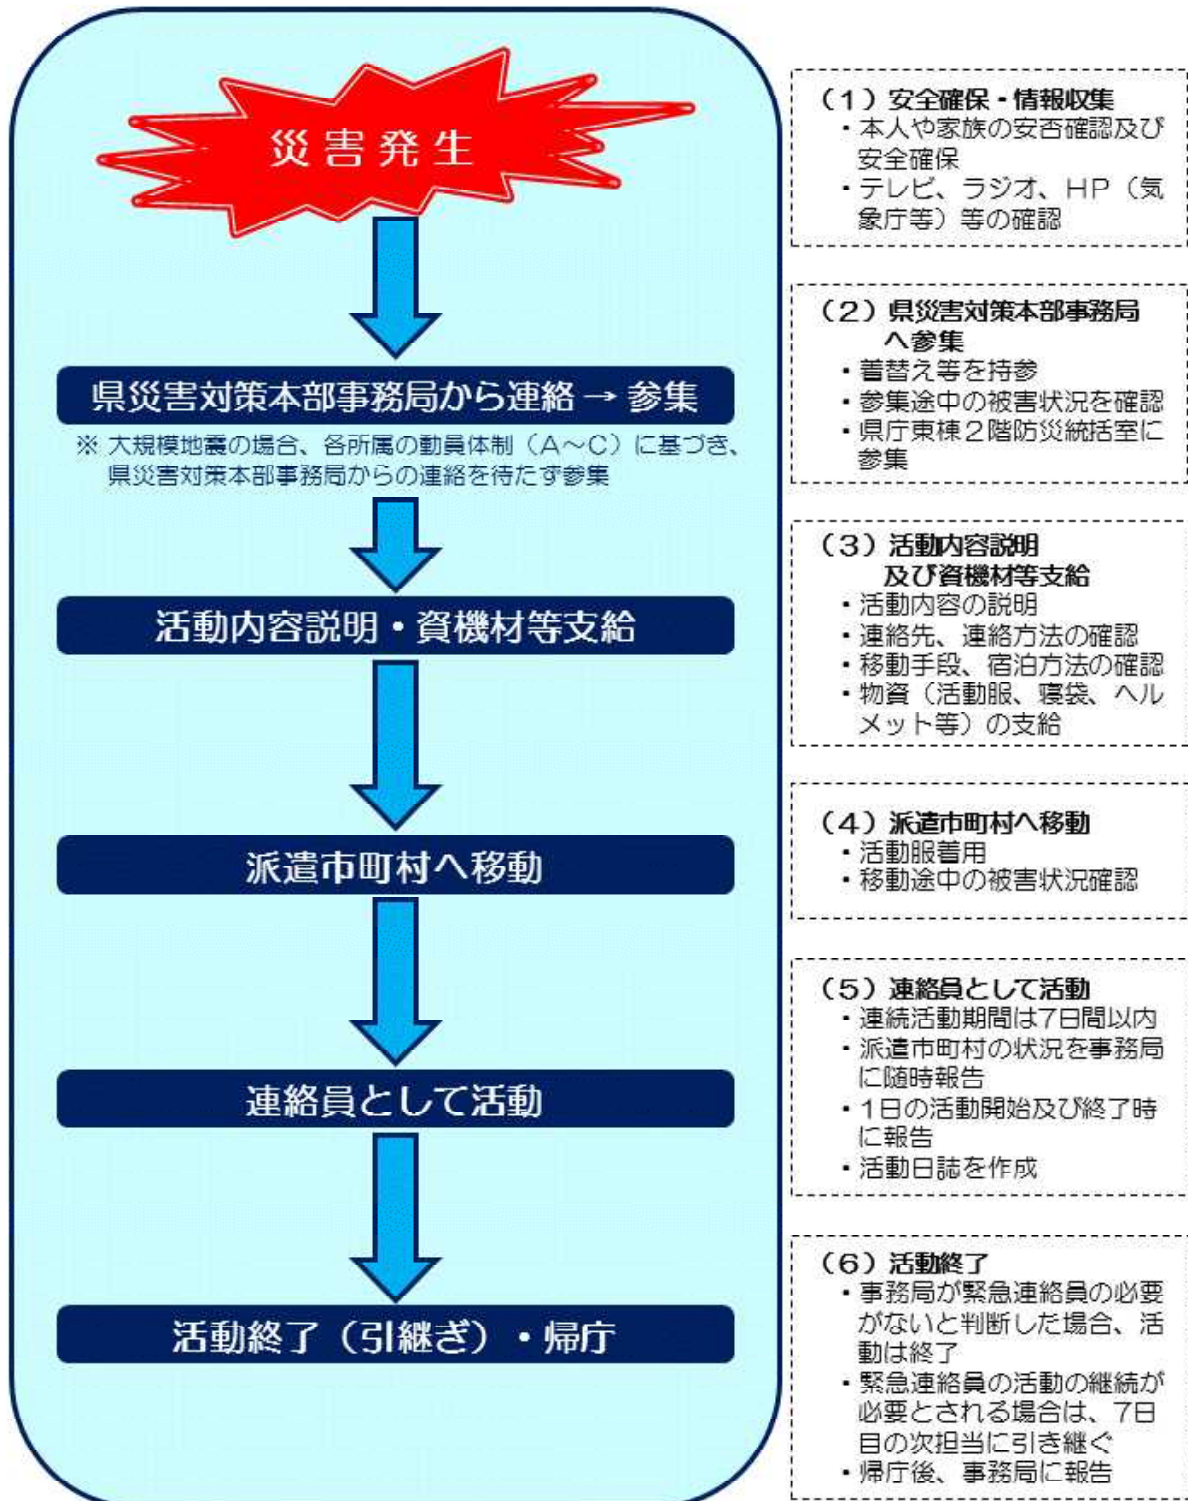 災害発生
県災害対策本部事務局から連絡 → 参集
※ 大規模地震の場合、各所属の動員体制（A～C）に基づき、
県災害対策本部事務局からの連絡を待たず参集
活動内容説明・資機材等支給
派遣市町村へ移動
連絡員として活動
活動終了（引継ぎ）・帰庁
（1）安全確保・情報収集
・本人や家族の安否確認及び
安全確保
・テレビ、ラジオ、HP（気
象庁等）等の確認
（2）県災害対策本部事務局
へ参集
・着替え等を持参
・参集途中の被害状況を確認
・県庁東棟2階防災統括室に
参集
（3）活動内容説明
及び資機材等支給
・活動内容の説明
・連絡先、連絡方法の確認
・移動手段、宿泊方法の確認
・物資（活動服、寝袋、ヘル
メット等）の支給
（4）派遣市町村へ移動
・活動服着用
・移動途中の被害状況確認
（5）連絡員として活動
・連続活動期間は7日間以内
・派遣市町村の状況を事務局
に随時報告
・1日の活動開始及び終了時
に報告
・活動日誌を作成
（6）活動終了
・事務局が緊急連絡員の必要
がないと判断した場合、活
動は終了
・緊急連絡員の活動の継続が
必要とされる場合は、7日
目の次担当に引き継ぐ
・帰庁後、事務局に報告